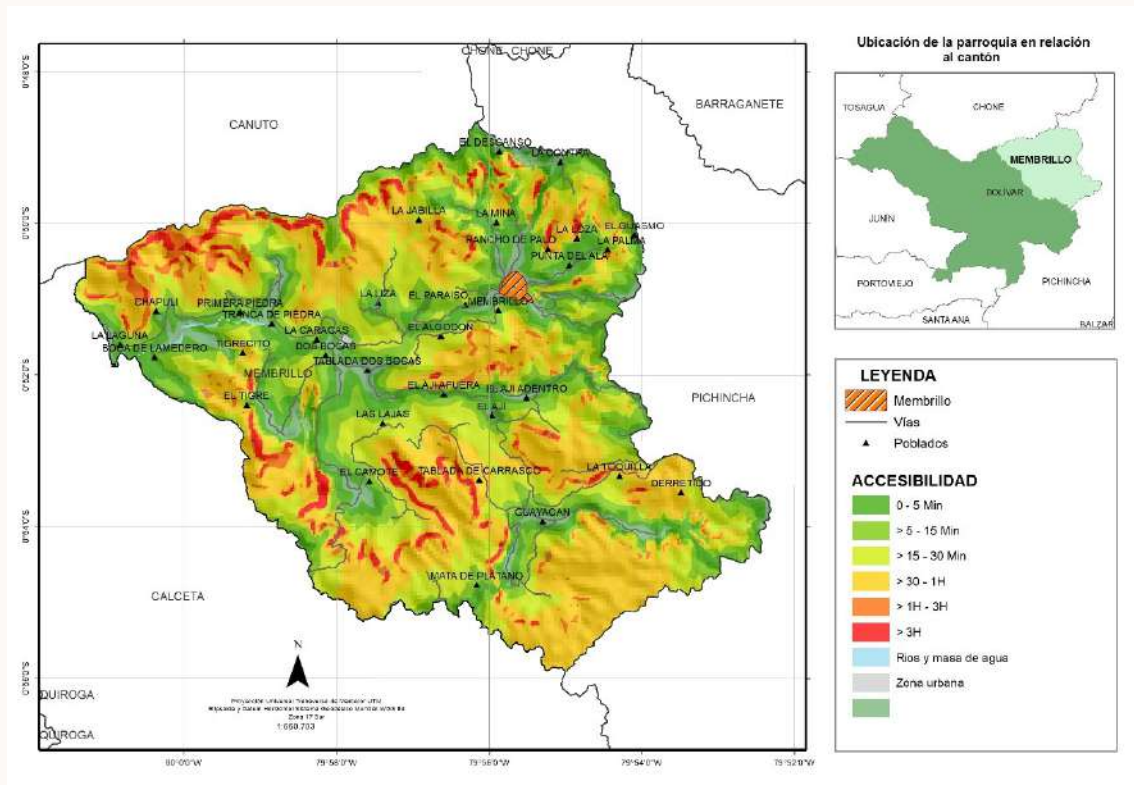 CHONE CHONE
BARRAGANETE
CANUTO
EL DESCANSO
LA CONTRA
LA JABILLA
LA MINA
LA LOZA
EL GUASMO
RANCHO DE PALO
LA PALMA
PUNTA DEL ALA
CHAPULI
PRIMERA PIEDRA
LA LIZA
EL PARAISO
MEMBRILLO
TRANCA DE PIEDRA
LA CARACAS
EL ALGODON
LA LAGUNA
BOCA DE LAMEDERO
TIGRECITO
DOS BOCAS
TABLADA DOS BOCAS
MEMBRILLO
EL TIGRE
EL AJI AFUERA
EL AJI ADENTRO
PICHINCHA
LAS LAJAS
EL AJI
EL CAMOTE
TABLADA DE CARRASCO
LA TOQUILLA
DERRETIDO
GUAYACAN
MATA DE PLATANO
CALCETA
N
QUIROGA
QUIROGA
80°0'0"W
79°58'0"W
79°56'0"W
79°54'0"W
79°52'0"W
Ubicación de la parroquia en relación
al cantón
TOSAGUA
CHONE
MEMBRILLO
BOLÍVAR
JUNÍN
PORTOVIEJO
PICHINCHA
SANTA ANA
BALZAR
LEYENDA
Membrillo
Vías
Poblados
ACCESIBILIDAD
0 - 5 Min
> 5 - 15 Min
> 15 - 30 Min
> 30 - 1H
> 1H - 3H
> 3H
Rios y masa de agua
Zona urbana